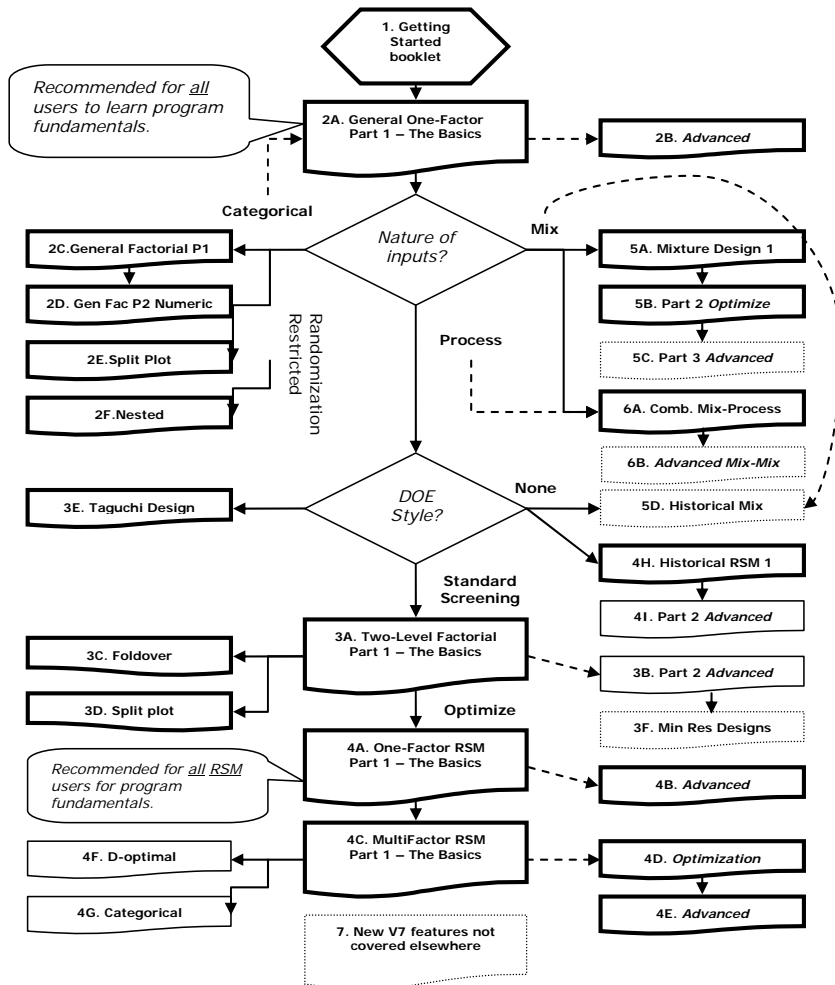 1. Getting
Started
booklet
Recommended for all
users to learn program
fundamentals.
2A. General One-Factor
Part 1 – The Basics
2B. Advanced
Categorical
Mix
Nature of
inputs?
2C.General Factorial P1
5A. Mixture Design 1
2D. Gen Fac P2 Numeric
5B. Part 2 Optimize
Randomization
Restricted
Process
2E.Split Plot
5C. Part 3 Advanced
2F.Nested
6A. Comb. Mix-Process
6B. Advanced Mix-Mix
DOE
Style?
None
3E. Taguchi Design
5D. Historical Mix
4H. Historical RSM 1
Standard
Screening
4I. Part 2 Advanced
3A. Two-Level Factorial
Part 1 – The Basics
3C. Foldover
3B. Part 2 Advanced
3D. Split plot
Optimize
3F. Min Res Designs
4A. One-Factor RSM
Part 1 – The Basics
Recommended for all RSM
users for program
fundamentals.
4B. Advanced
4C. MultiFactor RSM
Part 1 – The Basics
4F. D-optimal
4D. Optimization
4G. Categorical
4E. Advanced
7. New V7 features not
covered elsewhere